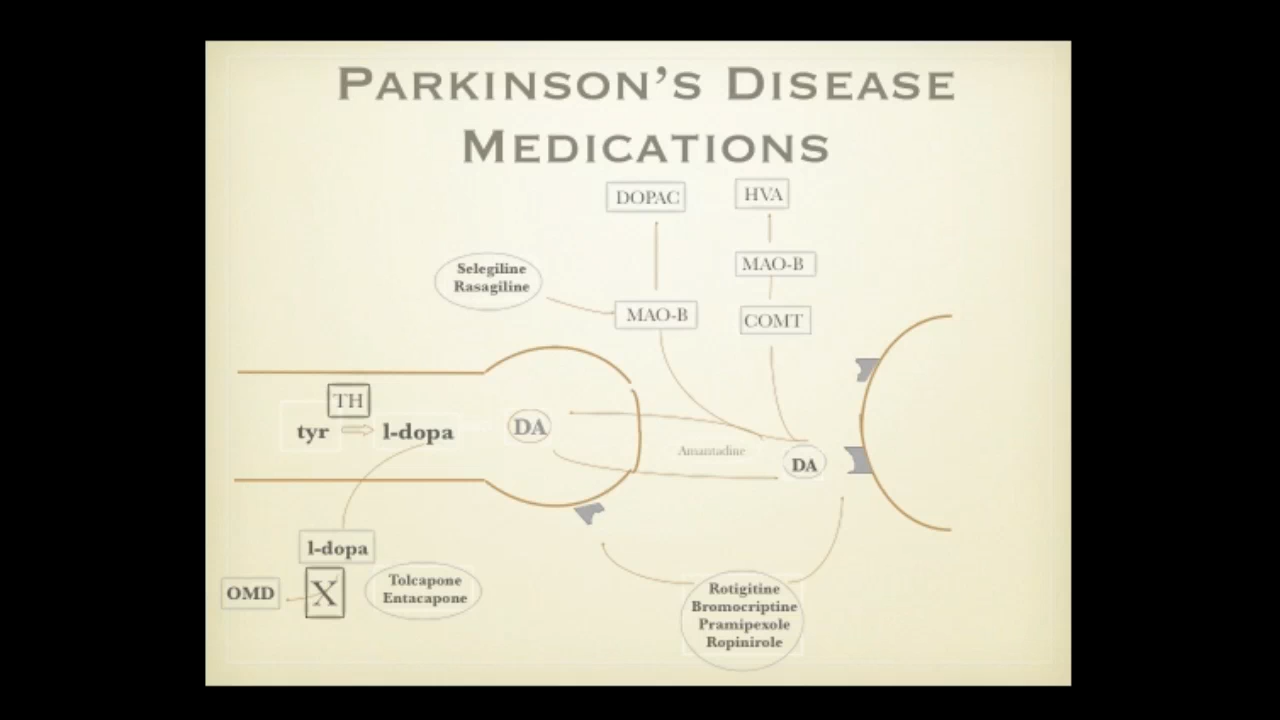 PARKINSON'S DISEASE
MEDICATIONS
DOPAC
HVA
MAO-B
Selegiline
Rasagiline
MAO-B
COMT
TH
tyr
l-dopa
DA
Amantadine
DA
l-dopa
OMD
X
Tolcapone
Entacapone
Rotigitine
Bromocriptine
Pramipexole
Ropinirole